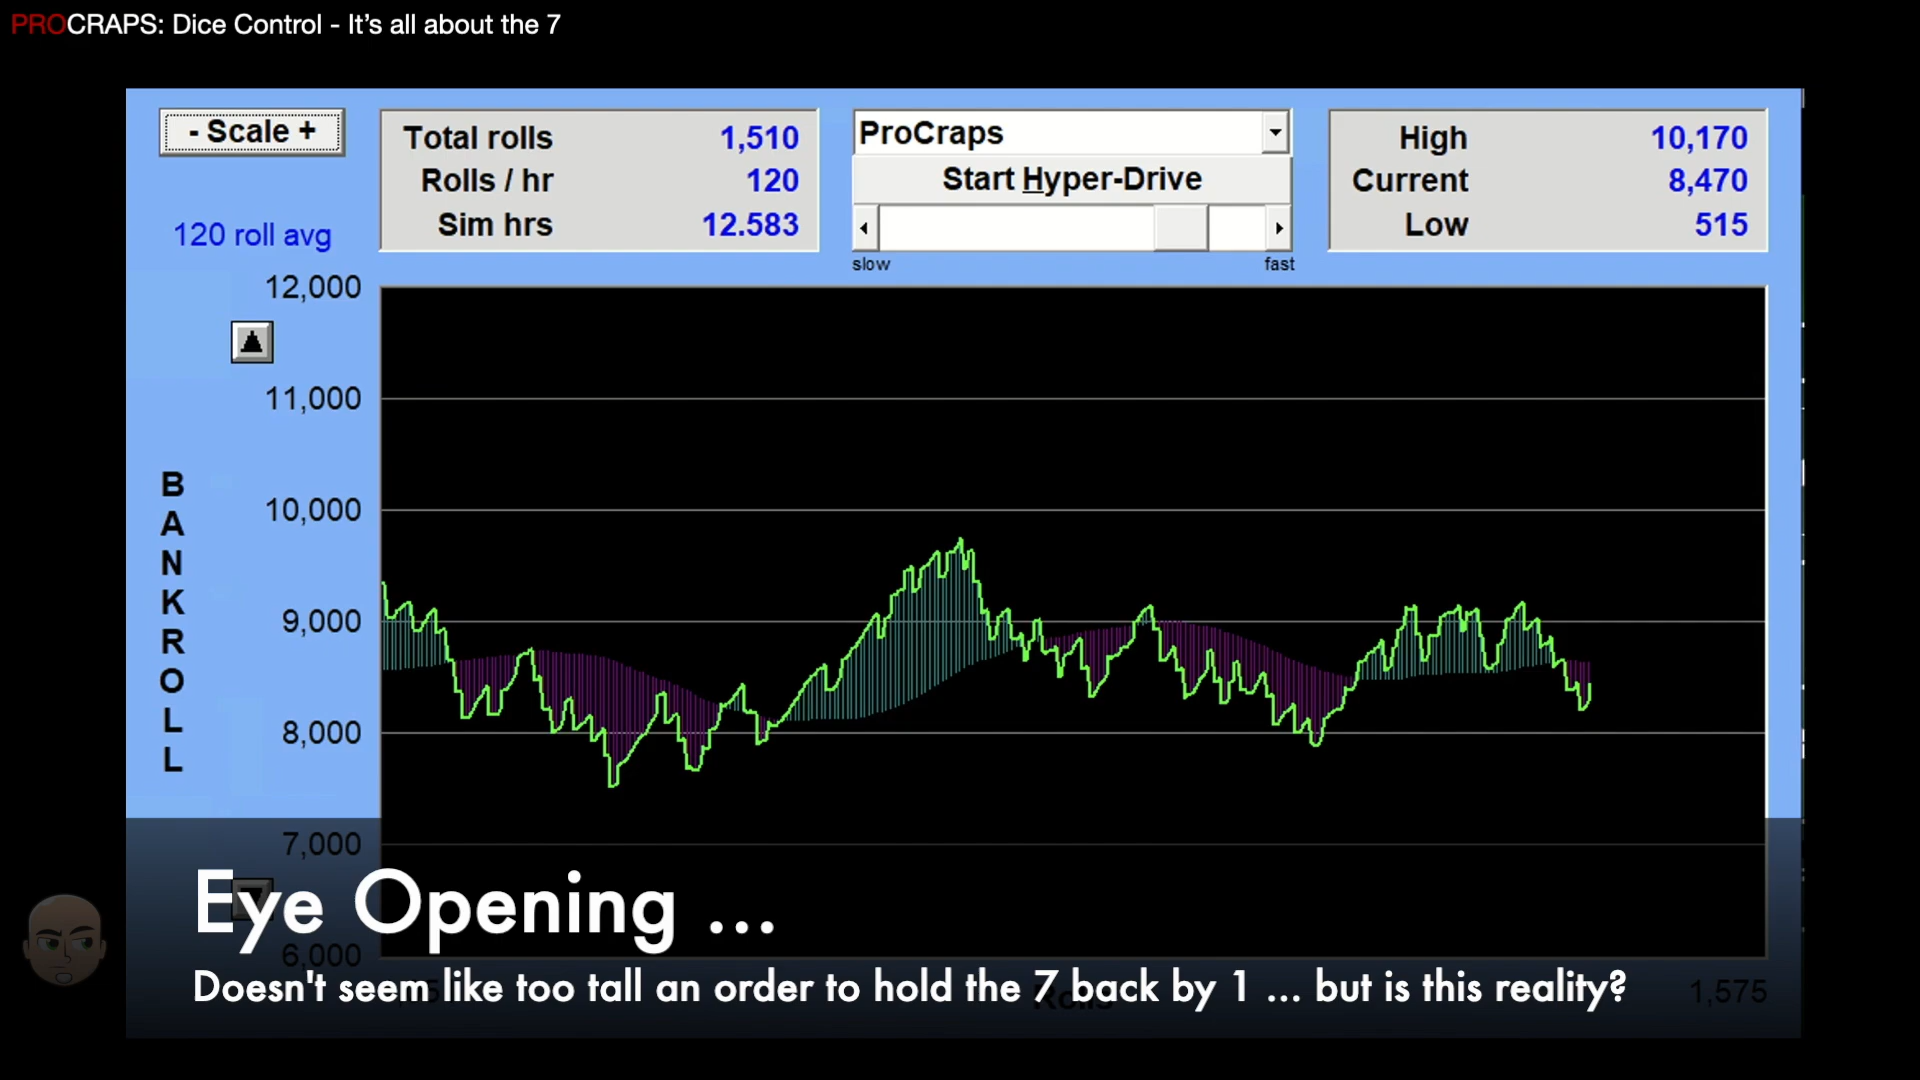 PROCRAPS: Dice Control - It's all about the 7
- Scale +
120 roll avg
Total rolls 1,510
Rolls / hr 120
Sim hrs 12.583
ProCraps
Start Hyper-Drive
slow fast
High 10,170
Current 8,470
Low 515
12,000
11,000
10,000
9,000
8,000
7,000
6,000
BANKROLL
Eye Opening ...
Doesn't seem like too tall an order to hold the 7 back by 1 ... but is this reality?
Rolls
1,575